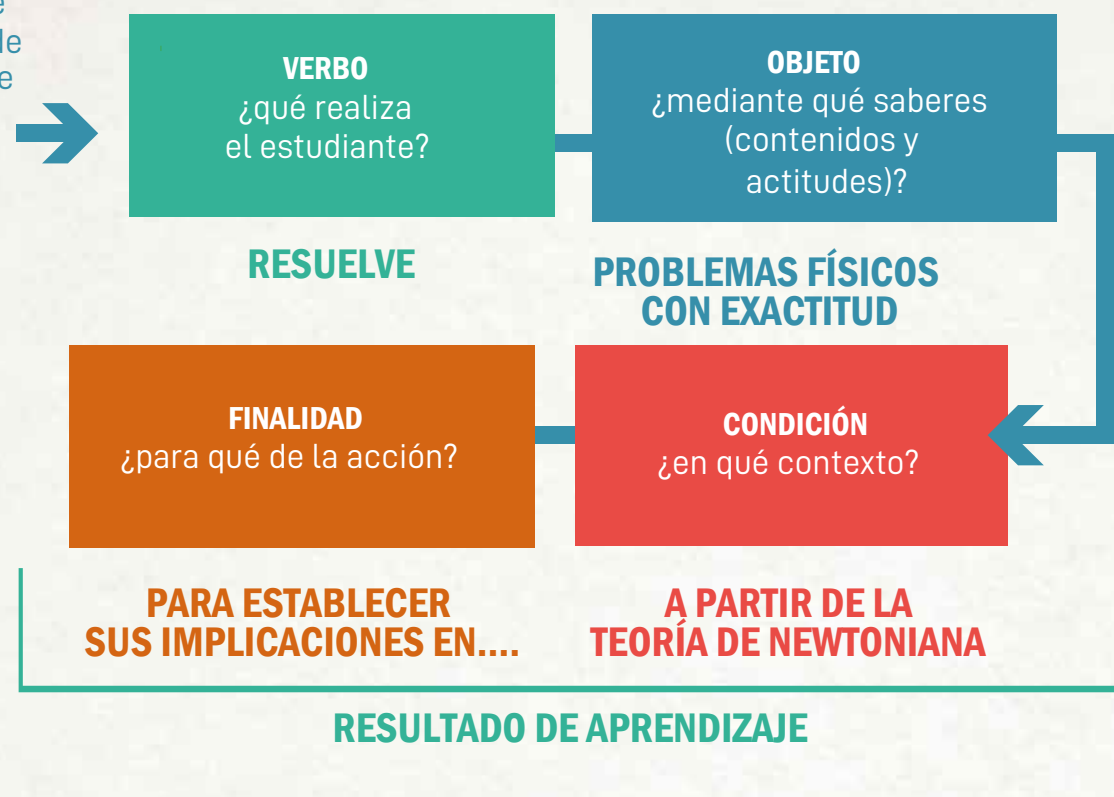 VERBO
¿qué realiza
el estudiante?
OBJETO
¿mediante qué saberes
(contenidos y
actitudes)?
RESUELVE
PROBLEMAS FÍSICOS
CON EXACTITUD
FINALIDAD
¿para qué de la acción?
CONDICIÓN
¿en qué contexto?
PARA ESTABLECER
SUS IMPLICACIONES EN....
A PARTIR DE LA
TEORÍA DE NEWTONIANA
RESULTADO DE APRENDIZAJE